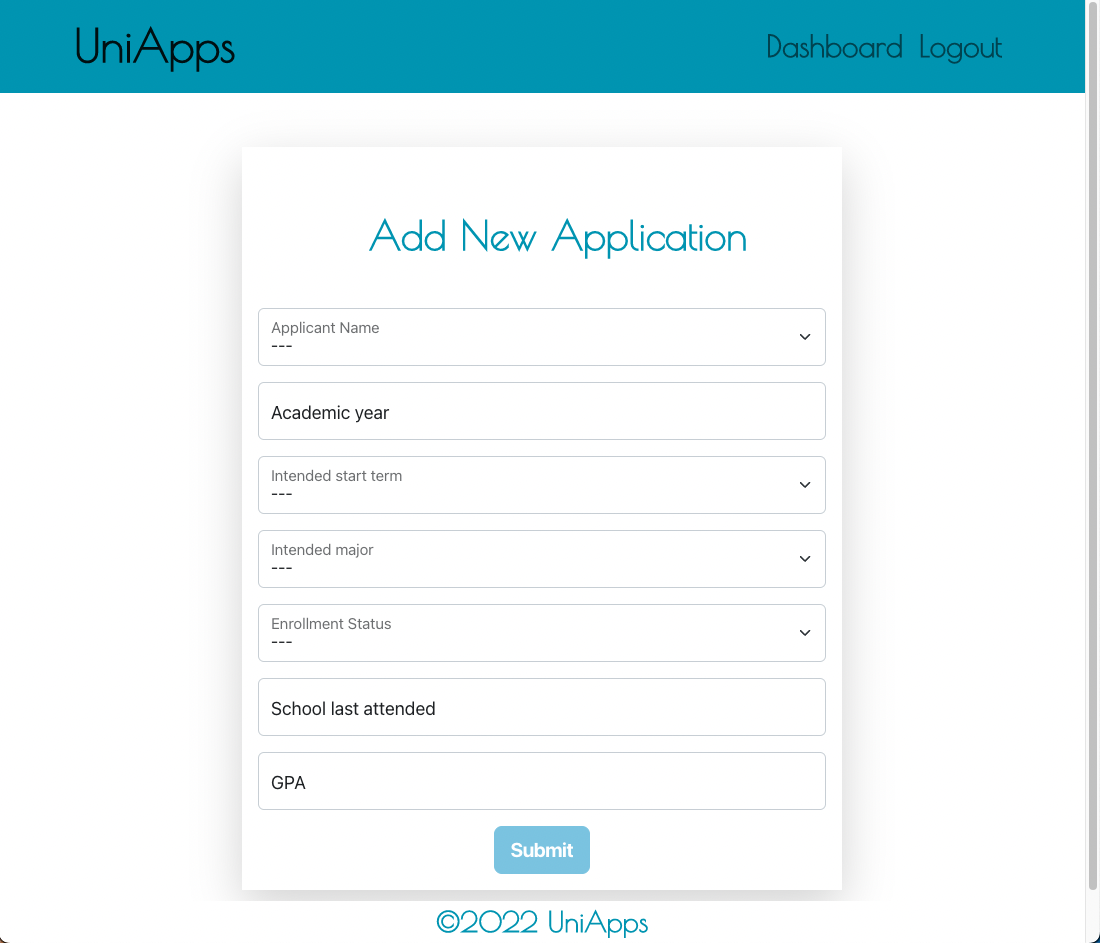 UniApps
Dashboard Logout
Add New Application
Applicant Name
---
Academic year
Intended start term
---
Intended major
---
Enrollment Status
---
School last attended
GPA
Submit
©2022 UniApps